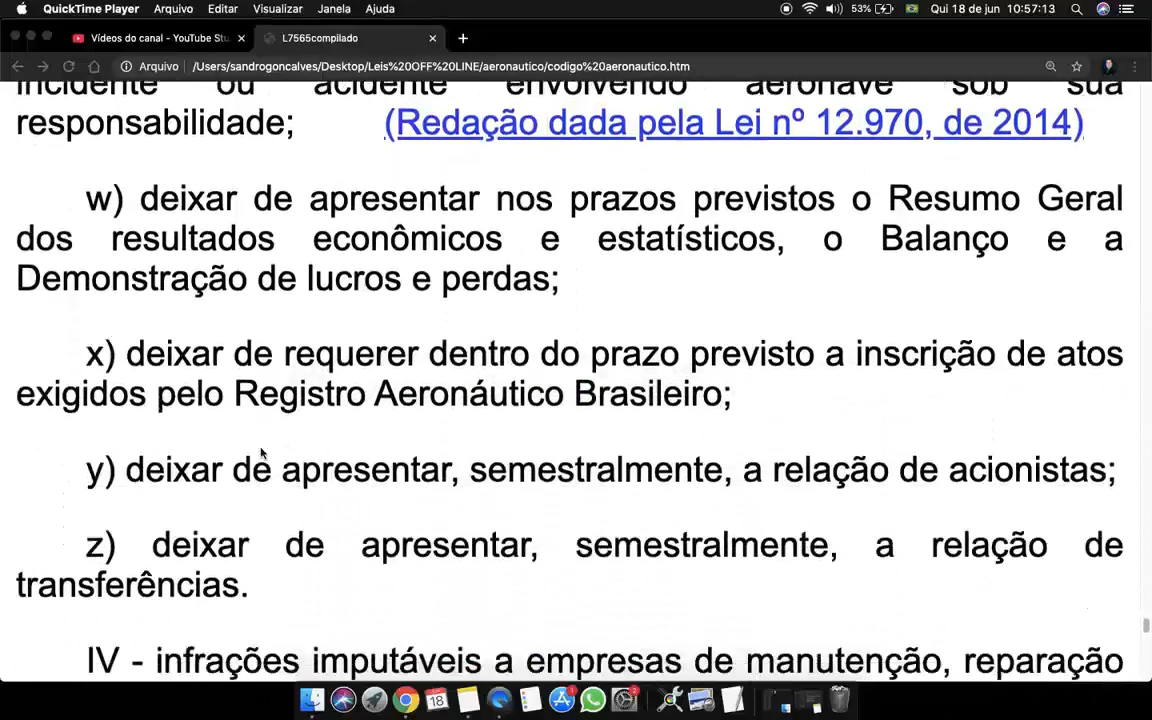 QuickTime Player Arquivo Editar Visualizar Janela Ajuda 53% Qui 18 de jun 10:57:13
Vídeos do canal - YouTube Stu L7565compilado
Arquivo /Users/sandrogoncalves/Desktop/Leis%20OFF%20LINE/aeronautico/codigo%20aeronautico.htm
incidente ou acidente envolvendo aeronave sob sua
responsabilidade; (Redação dada pela Lei nº 12.970, de 2014)
w) deixar de apresentar nos prazos previstos o Resumo Geral
dos resultados econômicos e estatísticos, o Balanço e a
Demonstração de lucros e perdas;
x) deixar de requerer dentro do prazo previsto a inscrição de atos
exigidos pelo Registro Aeronáutico Brasileiro;
y) deixar de apresentar, semestralmente, a relação de acionistas;
z) deixar de apresentar, semestralmente, a relação de
transferências.
IV - infrações imputáveis a empresas de manutenção, reparação
18